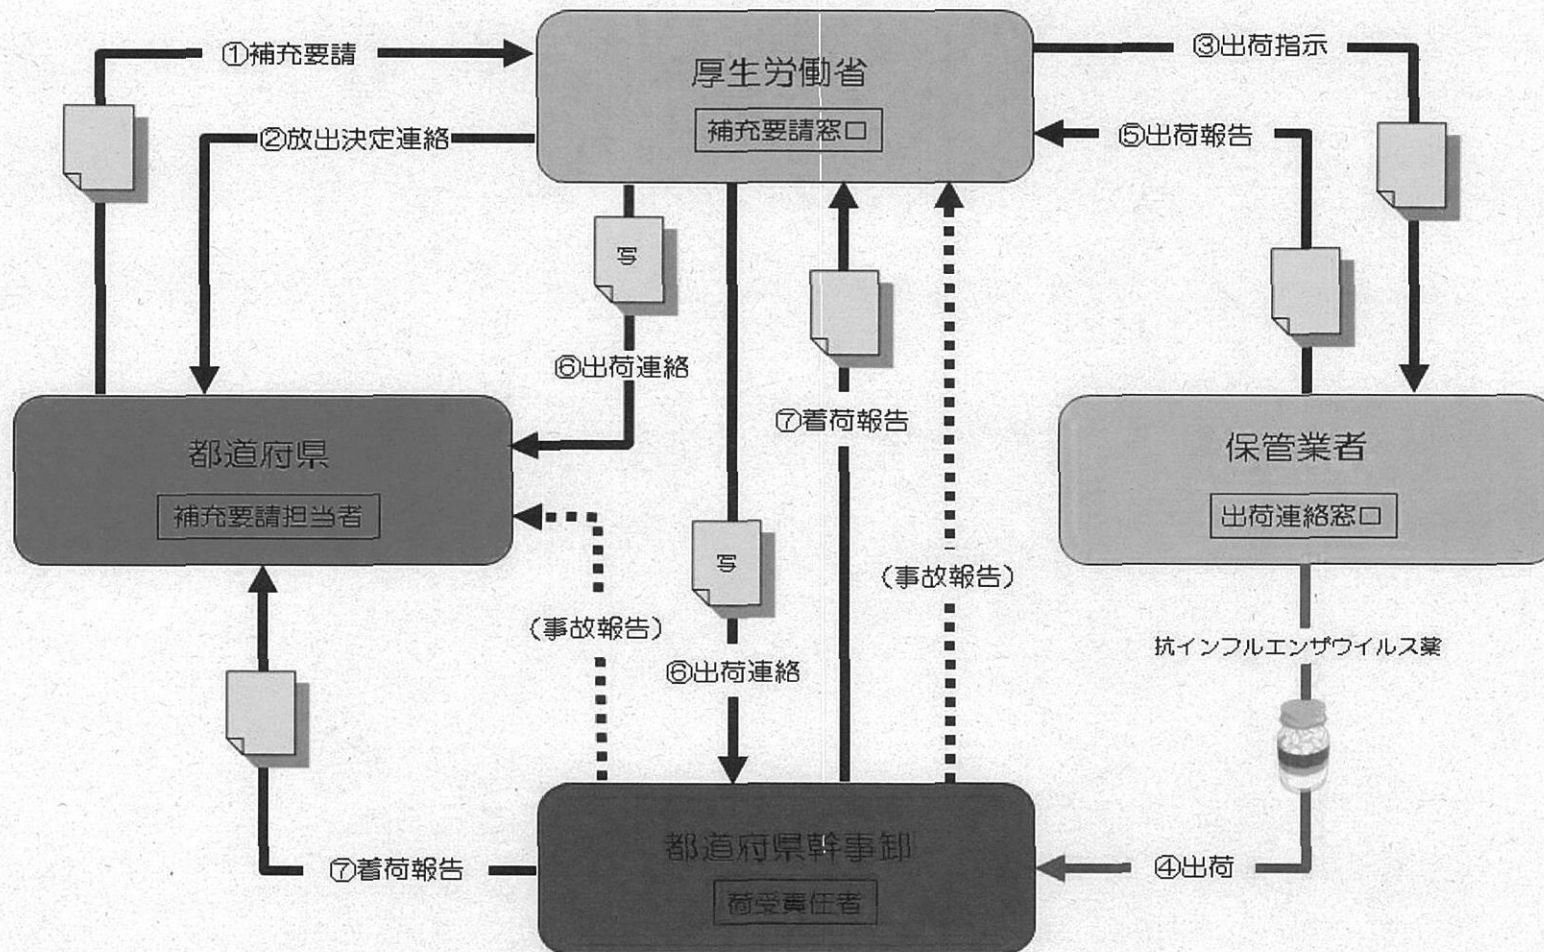 ①補充要請
厚生労働省
補充要請窓口
③出荷指示
②放出決定連絡
⑤出荷報告
写
⑥出荷連絡
⑦着荷報告
都道府県
補充要請担当者
保管業者
出荷連絡窓口
写
(事故報告)
(事故報告)
⑥出荷連絡
抗インフルエンザウイルス薬
都道府県幹事卸
荷受責任者
⑦着荷報告
④出荷